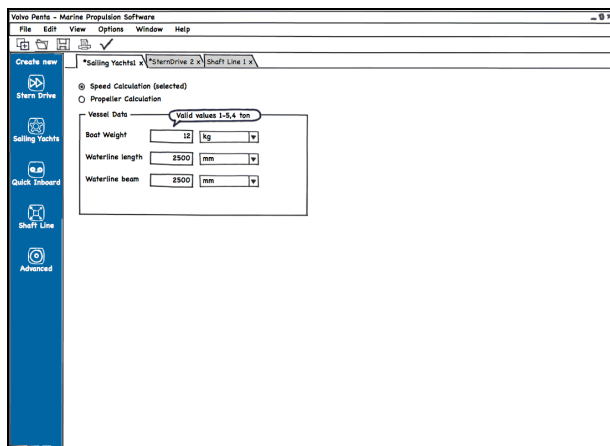 Volvo Penta - Marine Propulsion Software
File Edit View Options Window Help
Create new
*Sailing Yachts1 x *SternDrive 2 x Shaft Line 1 x
Stern Drive
Sailing Yachts
Quick Inboard
Shaft Line
Advanced
Speed Calculation (selected)
Propeller Calculation
Vessel Data
Valid values 1-5,4 ton
Boat Weight 12 kg
Waterline length 2500 mm
Waterline beam 2500 mm